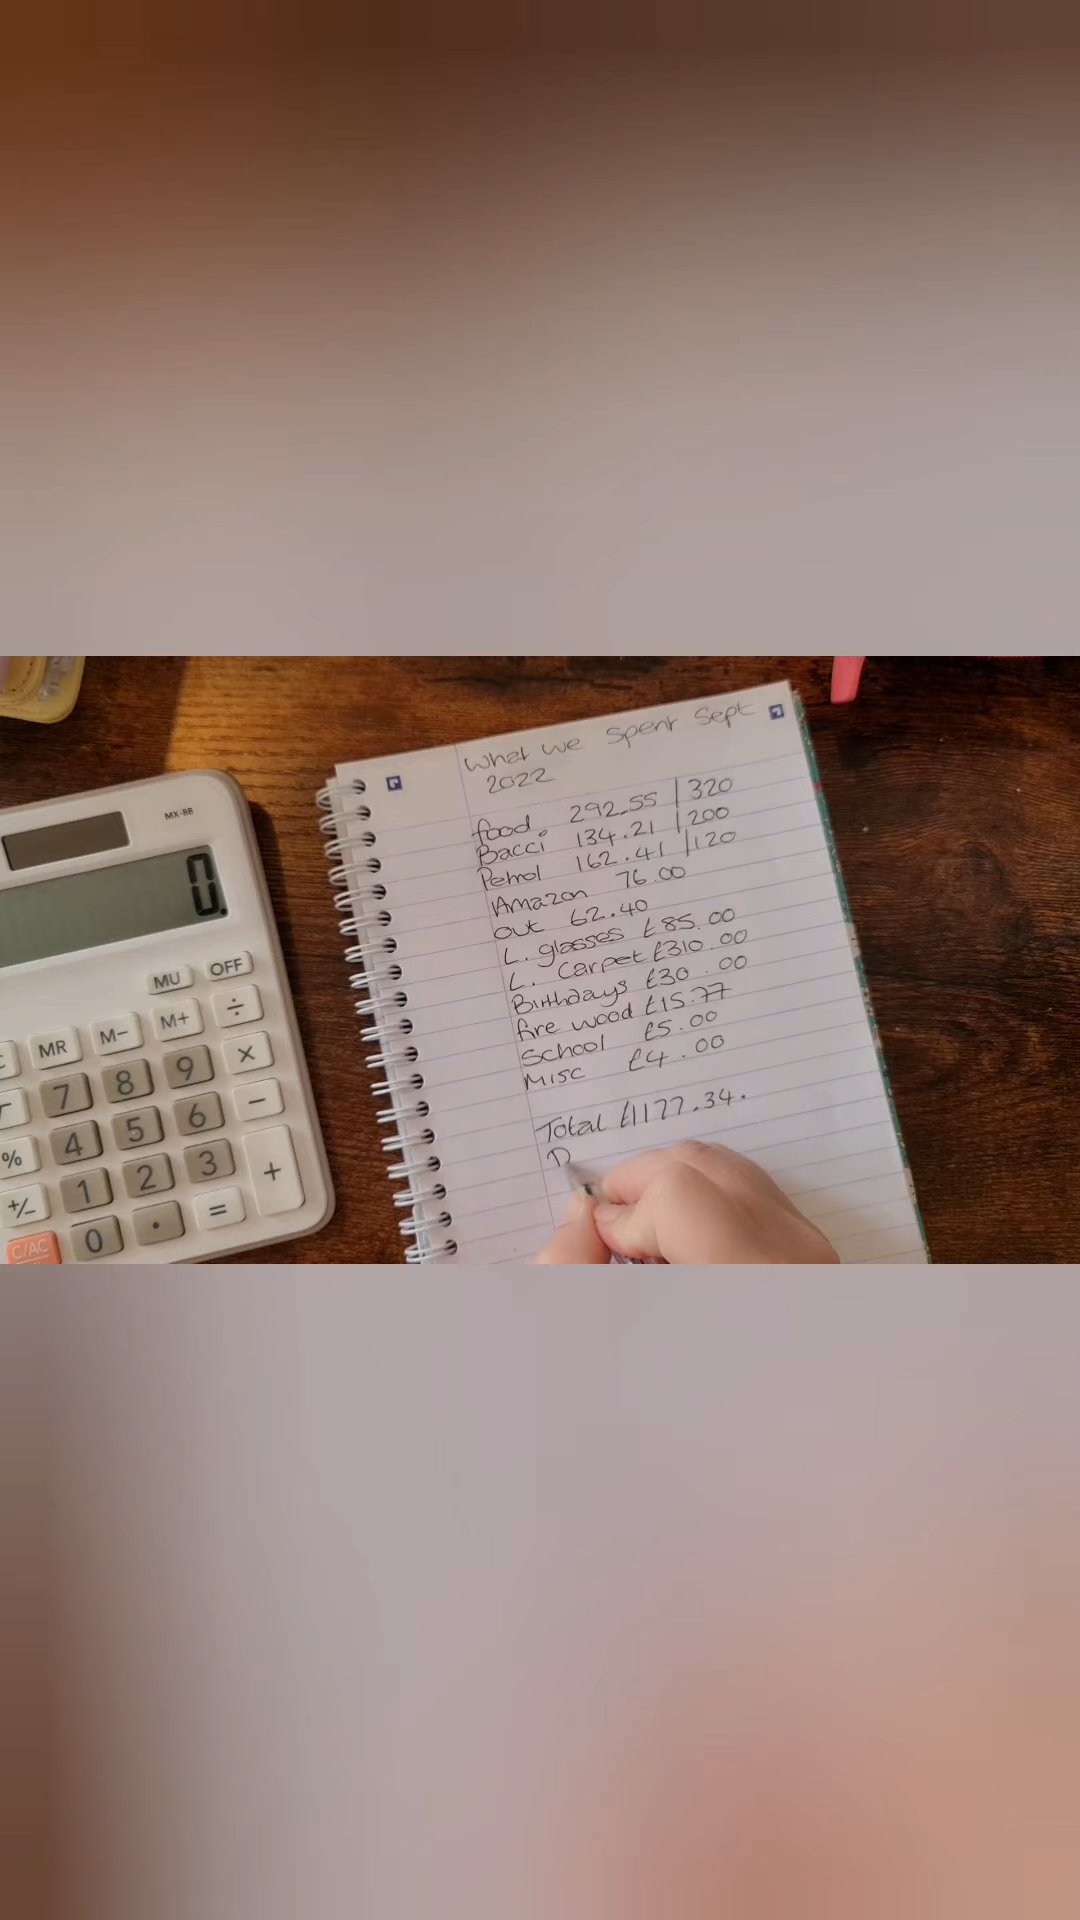 What we spent Sept
2022
food. 292.55 | 320
Bacci 134.21 | 200
Petrol 162.41 | 120
Amazon 76.00
out 62.40
L. glasses £85.00
L. Carpet £310.00
Birthdays £30.00
fire wood £15.77
School £5.00
Misc £4.00
Total £1177.34.
D
MX-8B
0.
MU OFF
MR M- M+ ÷
7 8 9 ×
4 5 6 −
% 1 2 3 +
+/− 0 . =
C/AC